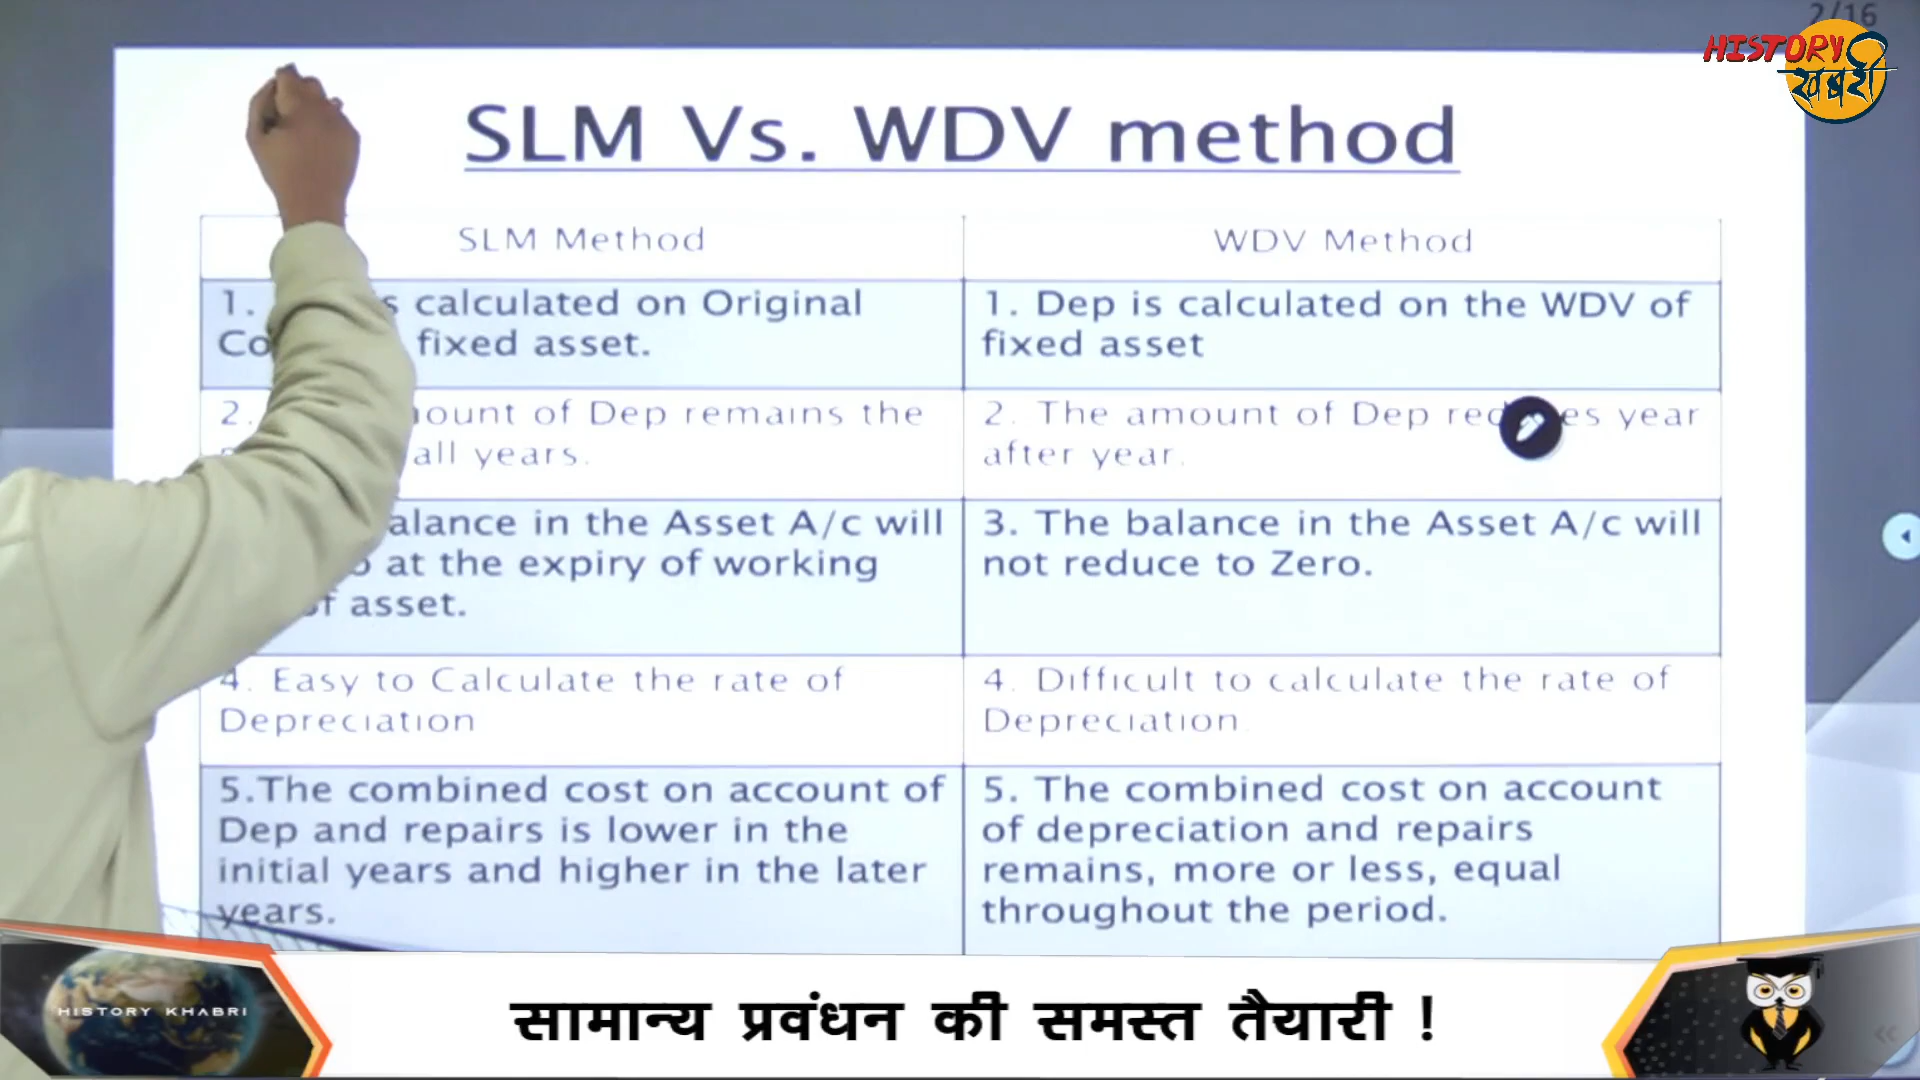 2/16
HISTORY
खबरी
SLM Vs. WDV method
SLM Method
WDV Method
1. calculated on Original
fixed asset.
1. Dep is calculated on the WDV of
fixed asset
2. of Dep remains the
all years.
2. The amount of Dep year
after year.
in the Asset A/c will
at the expiry of working
asset.
3. The balance in the Asset A/c will
not reduce to Zero.
4. Easy to Calculate the rate of
Depreciation
4. Difficult to calculate the rate of
Depreciation.
5.The combined cost on account of
Dep and repairs is lower in the
initial years and higher in the later
years.
5. The combined cost on account
of depreciation and repairs
remains, more or less, equal
throughout the period.
HISTORY KHABRI
सामान्य प्रवंधन की समस्त तैयारी !